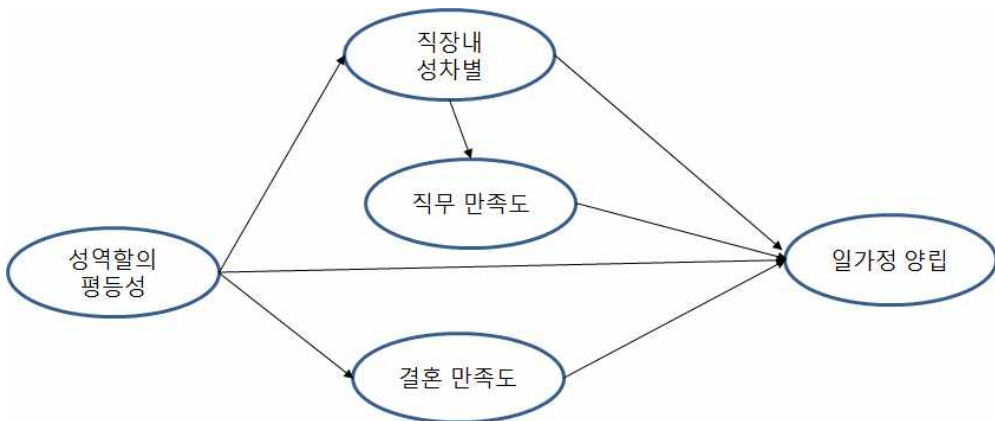 직장내
성차별
직무 만족도
성역할의
평등성
일가정 양립
결혼 만족도